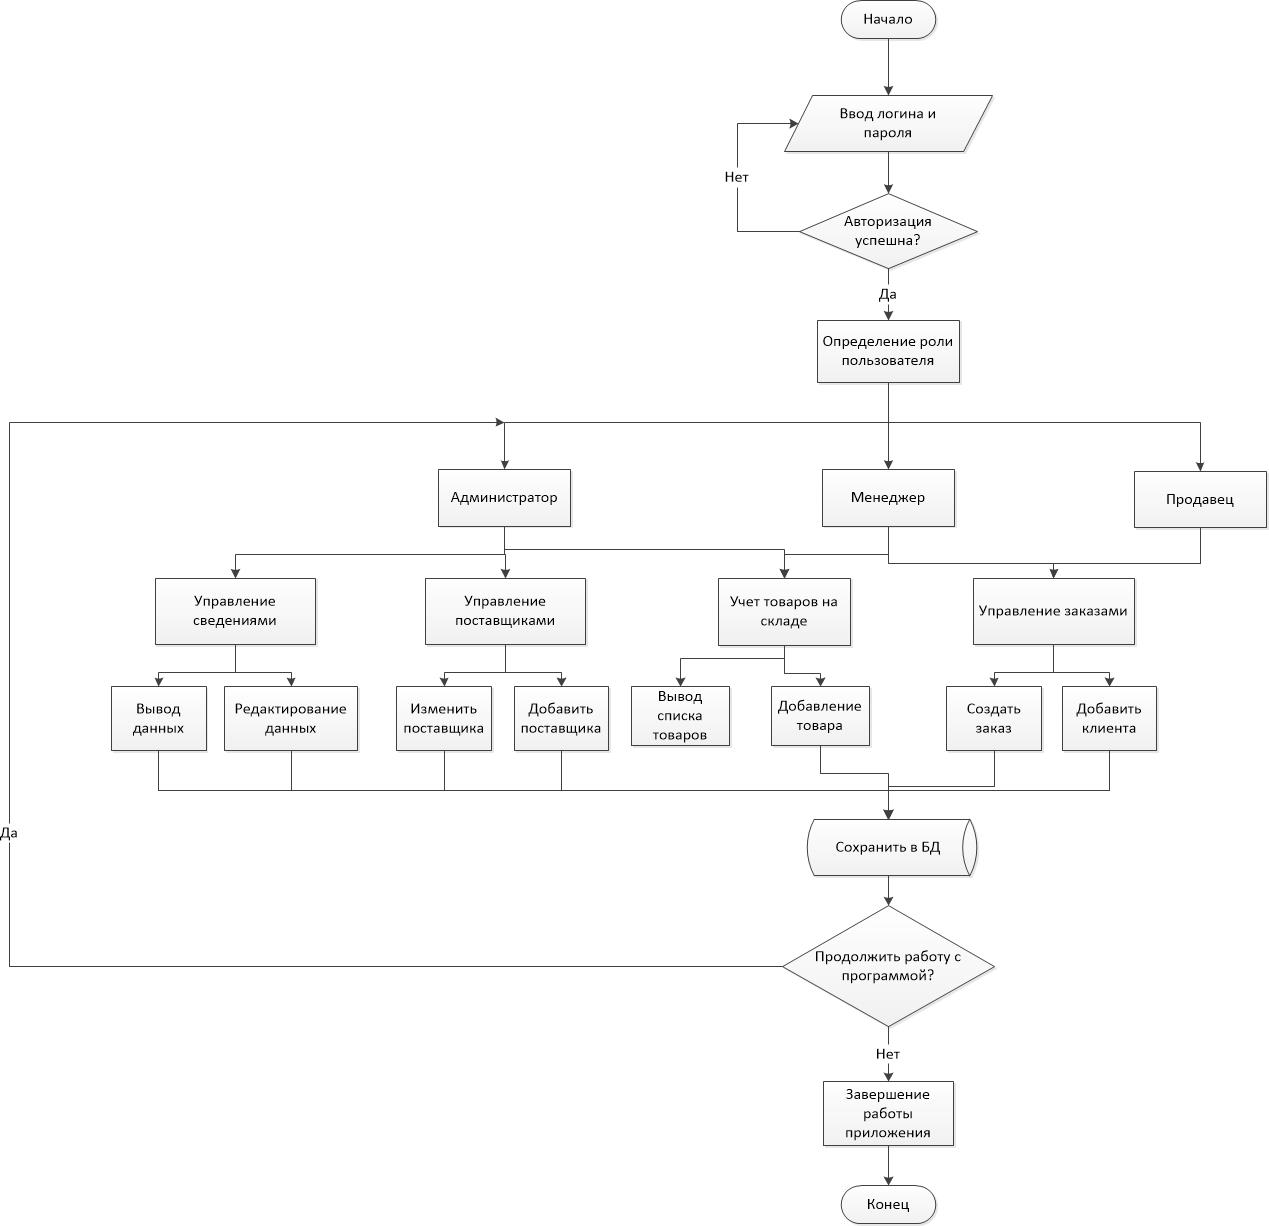 Начало
Ввод логина и
пароля
Нет
Авторизация
успешна?
Да
Определение роли
пользователя
Администратор
Менеджер
Продавец
Управление
сведениями
Управление
поставщиками
Учет товаров на
складе
Управление заказами
Вывод
данных
Редактирование
данных
Изменить
поставщика
Добавить
поставщика
Вывод
списка
товаров
Добавление
товара
Создать
заказ
Добавить
клиента
Да
Сохранить в БД
Продолжить работу с
программой?
Нет
Завершение
работы
приложения
Конец